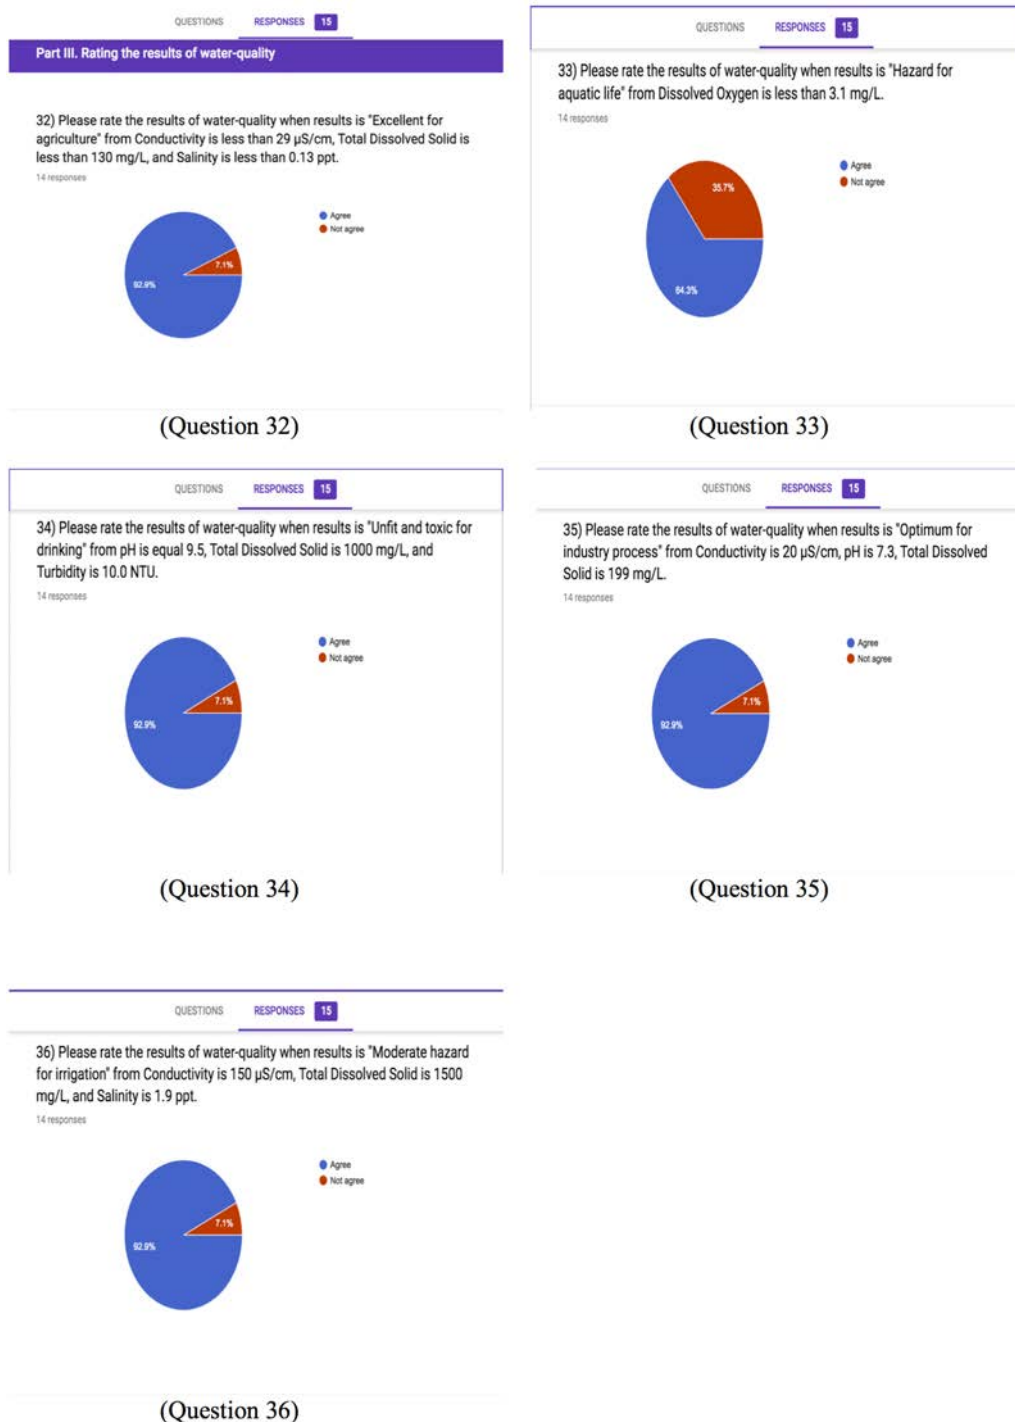 QUESTIONS RESPONSES 15
Part III. Rating the results of water-quality
32) Please rate the results of water-quality when results is "Excellent for
agriculture" from Conductivity is less than 29 µS/cm, Total Dissolved Solid is
less than 130 mg/L, and Salinity is less than 0.13 ppt.
14 responses
Agree
Not agree
7.1%
92.9%
(Question 32)
QUESTIONS RESPONSES 15
33) Please rate the results of water-quality when results is "Hazard for
aquatic life" from Dissolved Oxygen is less than 3.1 mg/L.
14 responses
Agree
Not agree
35.7%
64.3%
(Question 33)
QUESTIONS RESPONSES 15
34) Please rate the results of water-quality when results is "Unfit and toxic for
drinking" from pH is equal 9.5, Total Dissolved Solid is 1000 mg/L, and
Turbidity is 10.0 NTU.
14 responses
Agree
Not agree
7.1%
92.9%
(Question 34)
QUESTIONS RESPONSES 15
35) Please rate the results of water-quality when results is "Optimum for
industry process" from Conductivity is 20 µS/cm, pH is 7.3, Total Dissolved
Solid is 199 mg/L.
14 responses
Agree
Not agree
7.1%
92.9%
(Question 35)
QUESTIONS RESPONSES 15
36) Please rate the results of water-quality when results is "Moderate hazard
for irrigation" from Conductivity is 150 µS/cm, Total Dissolved Solid is 1500
mg/L, and Salinity is 1.9 ppt.
14 responses
Agree
Not agree
7.1%
92.9%
(Question 36)